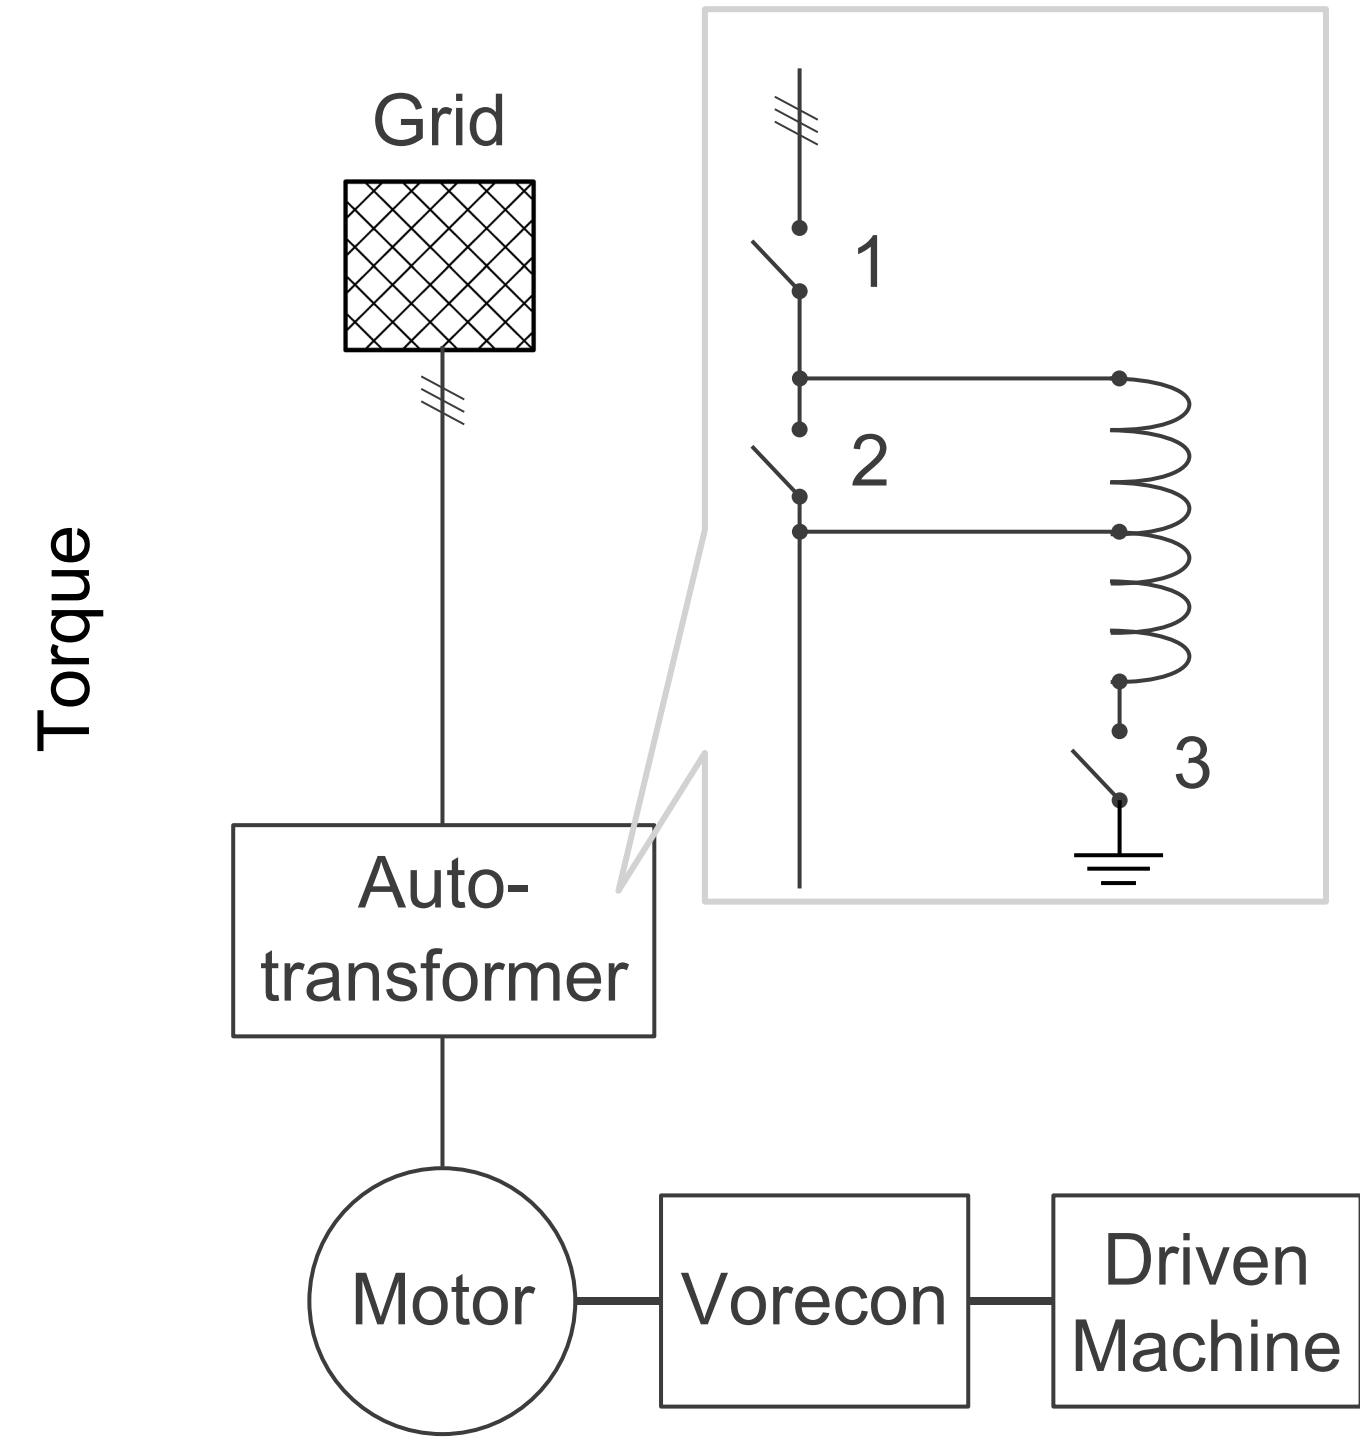 Grid
1
2
3
Torque
Auto-
transformer
Motor
Vorecon
Driven
Machine